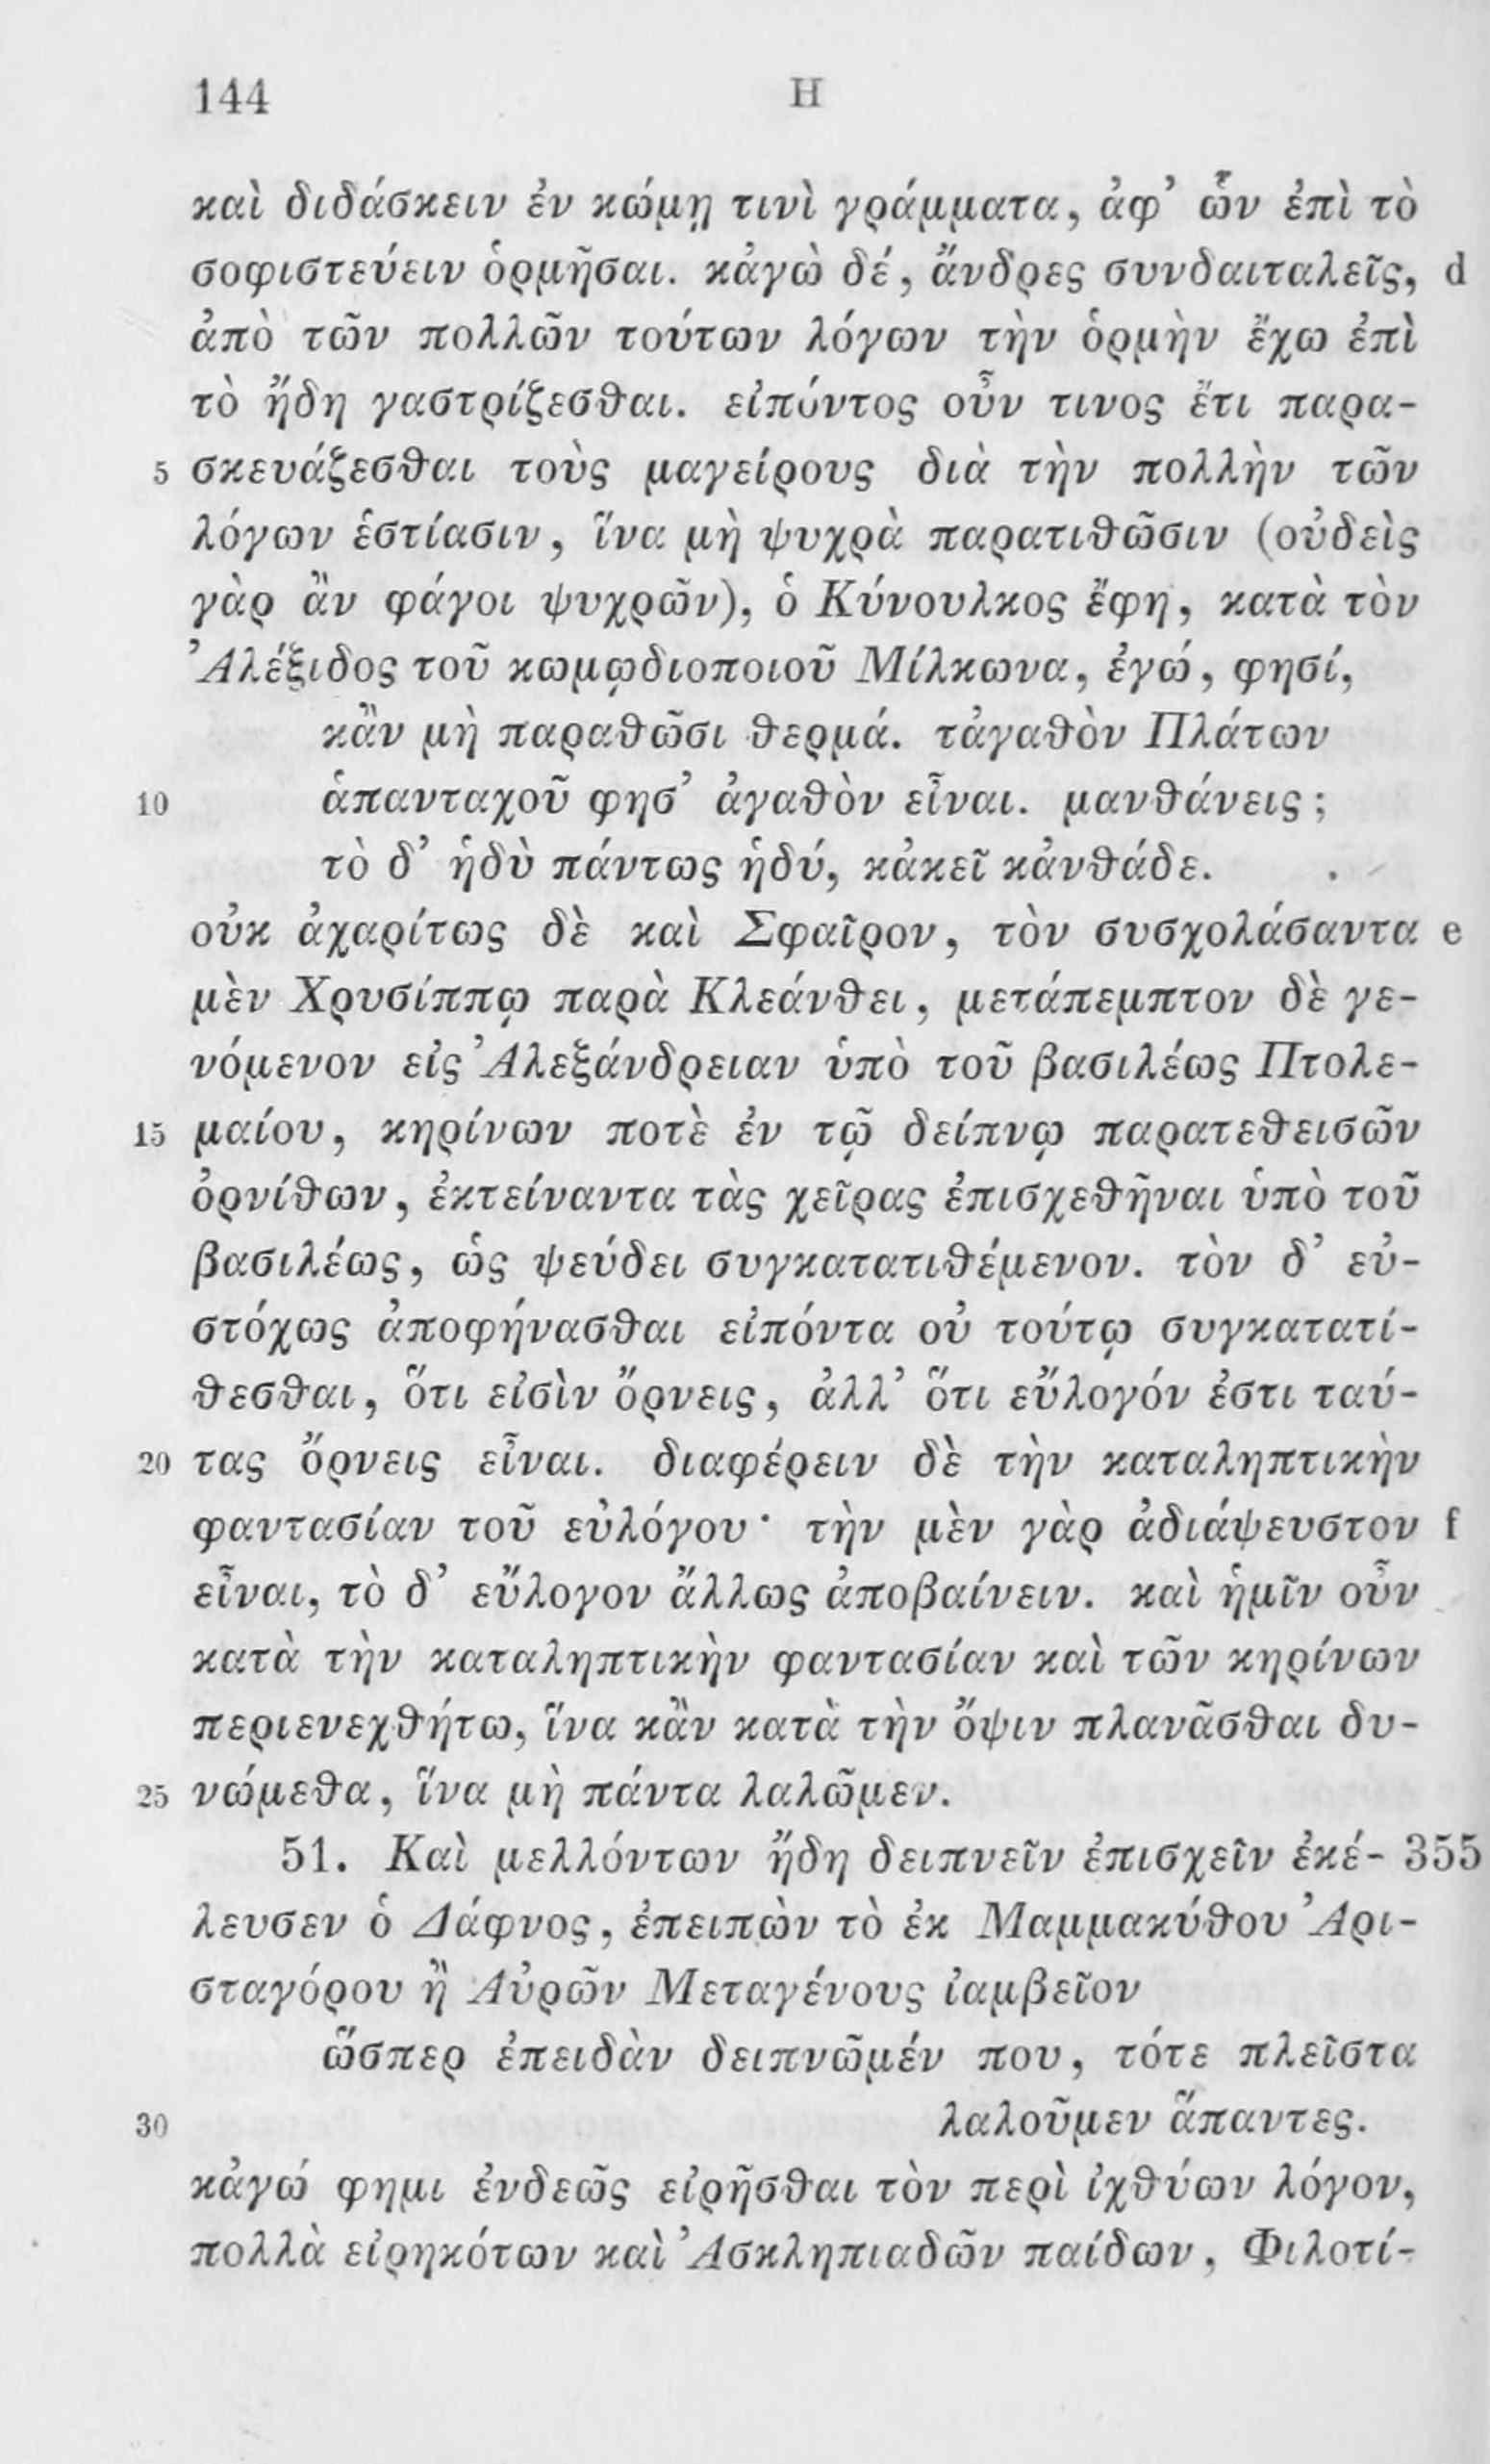 144 H
καὶ διδάσκειν ἐν κώμῃ τινὶ γράμματα, ἀφ’ ὧν ἐπὶ τὸ
σοφιστεύειν ὁρμῆσαι. κἀγὼ δέ, ἄνδρες συνδαιταλεῖς, d
ἀπὸ τῶν πολλῶν τούτων λόγων τὴν ὁρμὴν ἔχω ἐπὶ
τὸ ἤδη γαστρίζεσθαι. εἰπόντος οὖν τινος ἔτι παρα-
5 σκευάζεσθαι τοὺς μαγείρους διὰ τὴν πολλὴν τῶν
λόγων ἑστίασιν, ἵνα μὴ ψυχρὰ παρατιθῶσιν (οὐδεὶς
γὰρ ἂν φάγοι ψυχρῶν), ὁ Κύνουλκος ἔφη, κατὰ τὸν
Ἀλέξιδος τοῦ κωμῳδιοποιοῦ Μίλκωνα, ἐγώ, φησί,
κἂν μὴ παραθῶσι θερμά. τἀγαθὸν Πλάτων
10 ἁπανταχοῦ φησ’ ἀγαθὸν εἶναι. μανθάνεις;
τὸ δ’ ἡδὺ πάντως ἡδύ, κἀκεῖ κἀνθάδε.
οὐκ ἀχαρίτως δὲ καὶ Σφαῖρον, τὸν συσχολάσαντα e
μὲν Χρυσίππῳ παρὰ Κλεάνθει, μετάπεμπτον δὲ γε-
νόμενον εἰς Ἀλεξάνδρειαν ὑπὸ τοῦ βασιλέως Πτολε-
15 μαίου, κηρίνων ποτὲ ἐν τῷ δείπνῳ παρατεθεισῶν
ὀρνίθων, ἐκτείναντα τὰς χεῖρας ἐπισχεθῆναι ὑπὸ τοῦ
βασιλέως, ὡς ψεύδει συγκατατιθέμενον. τὸν δ’ εὐ-
στόχως ἀποφήνασθαι εἰπόντα οὐ τούτῳ συγκατατί-
θεσθαι, ὅτι εἰσὶν ὄρνεις, ἀλλ’ ὅτι εὔλογόν ἐστι ταύ-
20 τας ὄρνεις εἶναι. διαφέρειν δὲ τὴν καταληπτικὴν
φαντασίαν τοῦ εὐλόγου· τὴν μὲν γὰρ ἀδιάψευστον f
εἶναι, τὸ δ’ εὔλογον ἄλλως ἀποβαίνειν. καὶ ἡμῖν οὖν
κατὰ τὴν καταληπτικὴν φαντασίαν καὶ τῶν κηρίνων
περιενεχθήτω, ἵνα κἂν κατὰ τὴν ὄψιν πλανᾶσθαι δυ-
25 νώμεθα, ἵνα μὴ πάντα λαλῶμεν.
51. Καὶ μελλόντων ἤδη δειπνεῖν ἐπισχεῖν ἐκέ- 355
λευσεν ὁ Δάφνος, ἐπειπὼν τὸ ἐκ Μαμμακύθου Ἀρι-
σταγόρου ἢ Αὐρῶν Μεταγένους ἰαμβεῖον
ὥσπερ ἐπειδὰν δειπνῶμέν που, τότε πλεῖστα
30 λαλοῦμεν ἅπαντες.
κἀγώ φημι ἐνδεῶς εἰρῆσθαι τὸν περὶ ἰχθύων λόγον,
πολλὰ εἰρηκότων καὶ Ἀσκληπιαδῶν παίδων, Φιλοτί-